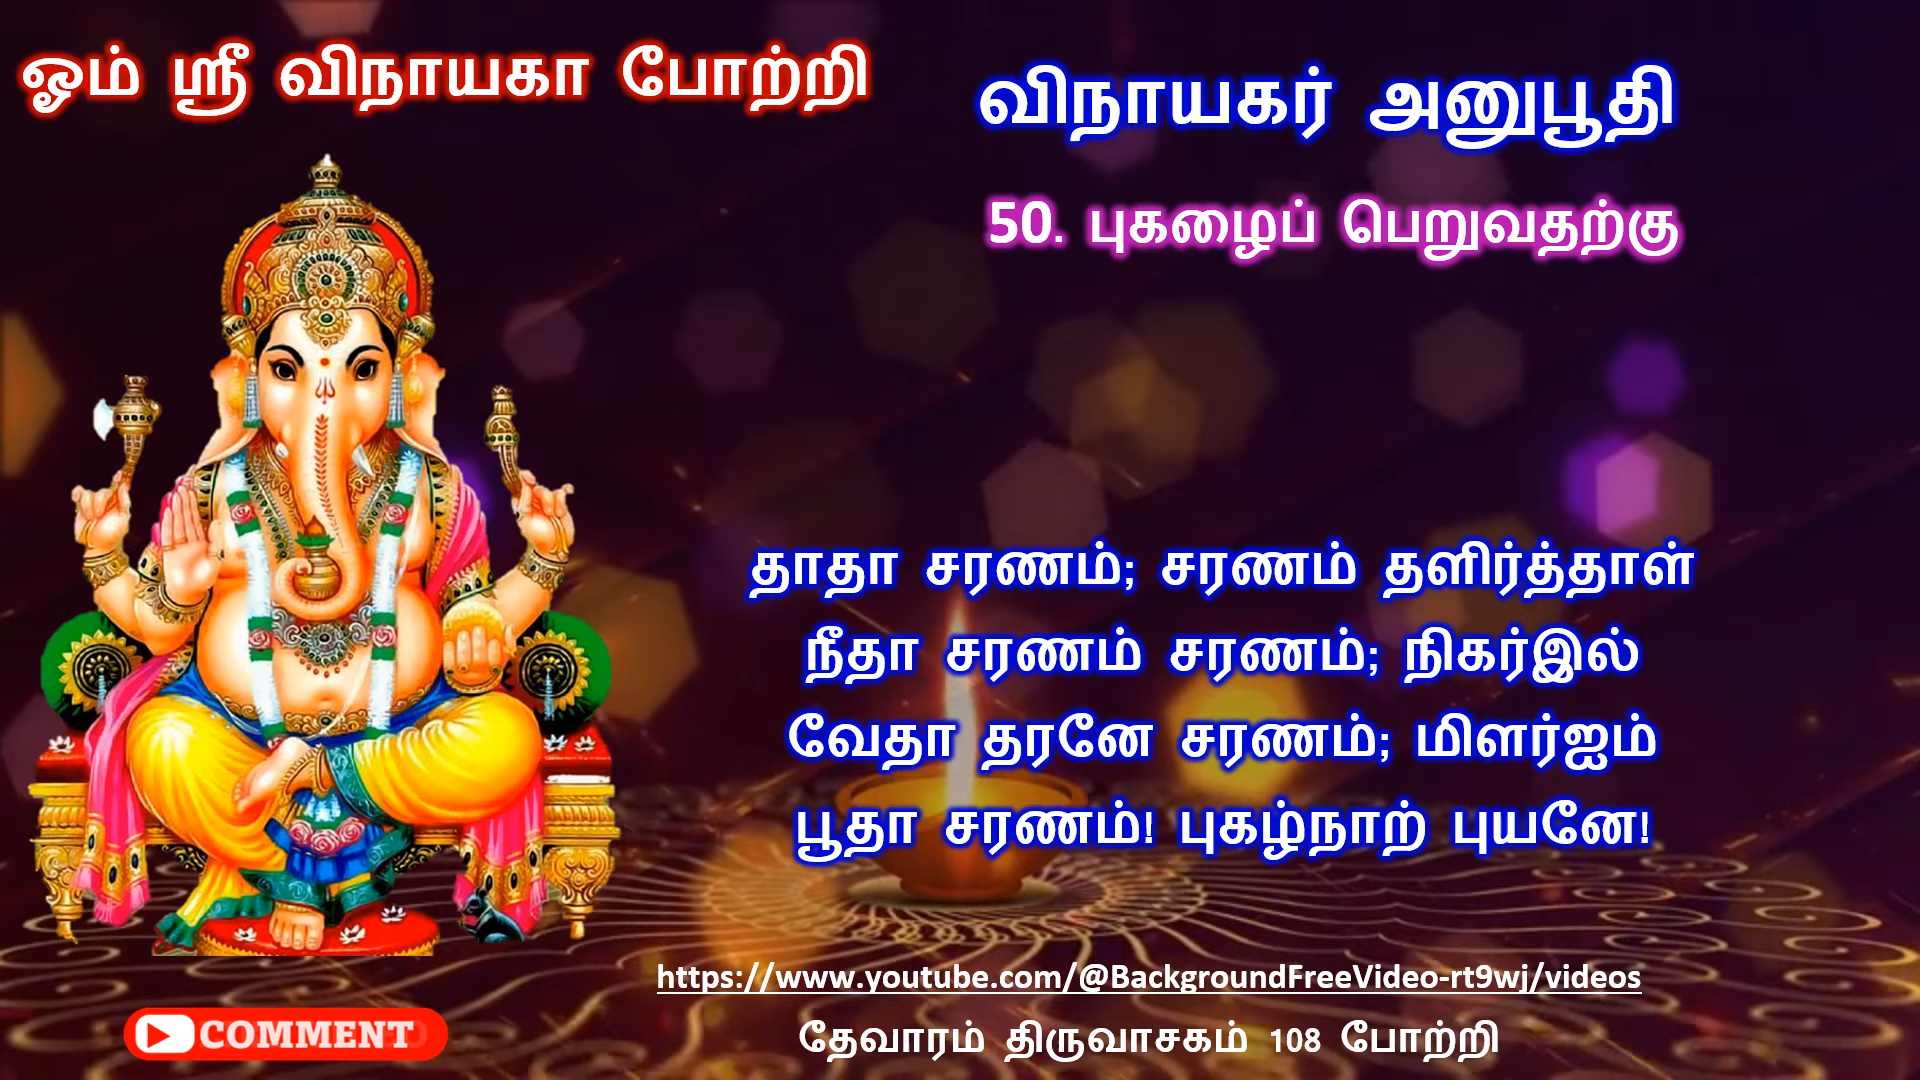 ஓம் ஸ்ரீ விநாயகா போற்றி
விநாயகர் அனுபூதி
50. புகழைப் பெறுவதற்கு
தாதா சரணம்; சரணம் தளிர்த்தாள்
நீதா சரணம் சரணம்; நிகர்இல்
வேதா தரனே சரணம்; மிளர்ஐம்
பூதா சரணம்! புகழ்நாற் புயனே!
https://www.youtube.com/@BackgroundFreeVideo-rt9wj/videos
தேவாரம் திருவாசகம் 108 போற்றி
COMMENT